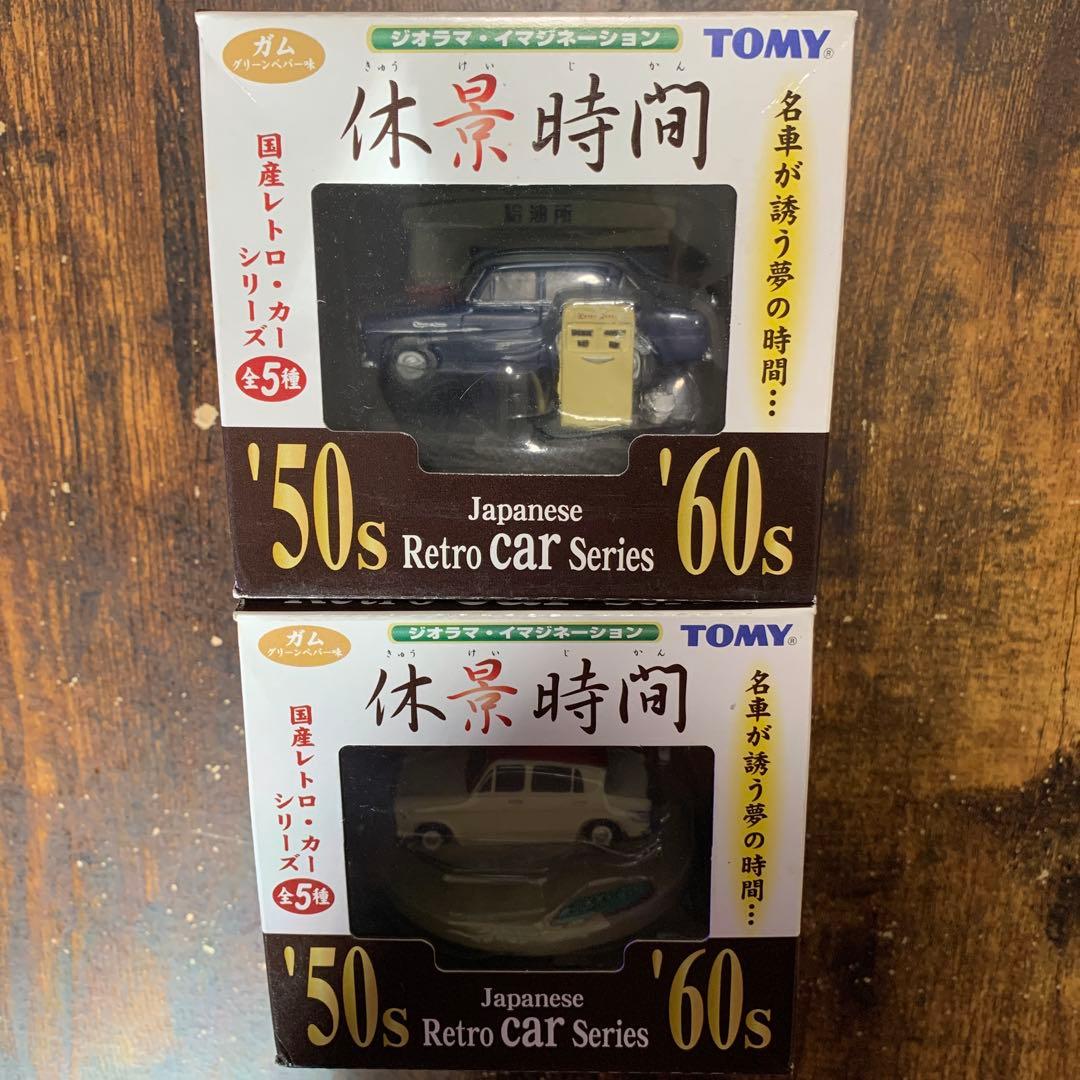 ガム
グリーンペパー味
ジオラマ・イマジネーション
TOMY®
きゅう けい じ かん
休景時間
国産レトロ・カー
シリーズ
全5種
名車が誘う夢の時間…
給油所
'50s
Japanese
Retro car Series
'60s
ガム
グリーンペパー味
ジオラマ・イマジネーション
TOMY®
きゅう けい じ かん
休景時間
国産レトロ・カー
シリーズ
全5種
名車が誘う夢の時間…
'50s
Japanese
Retro car Series
'60s